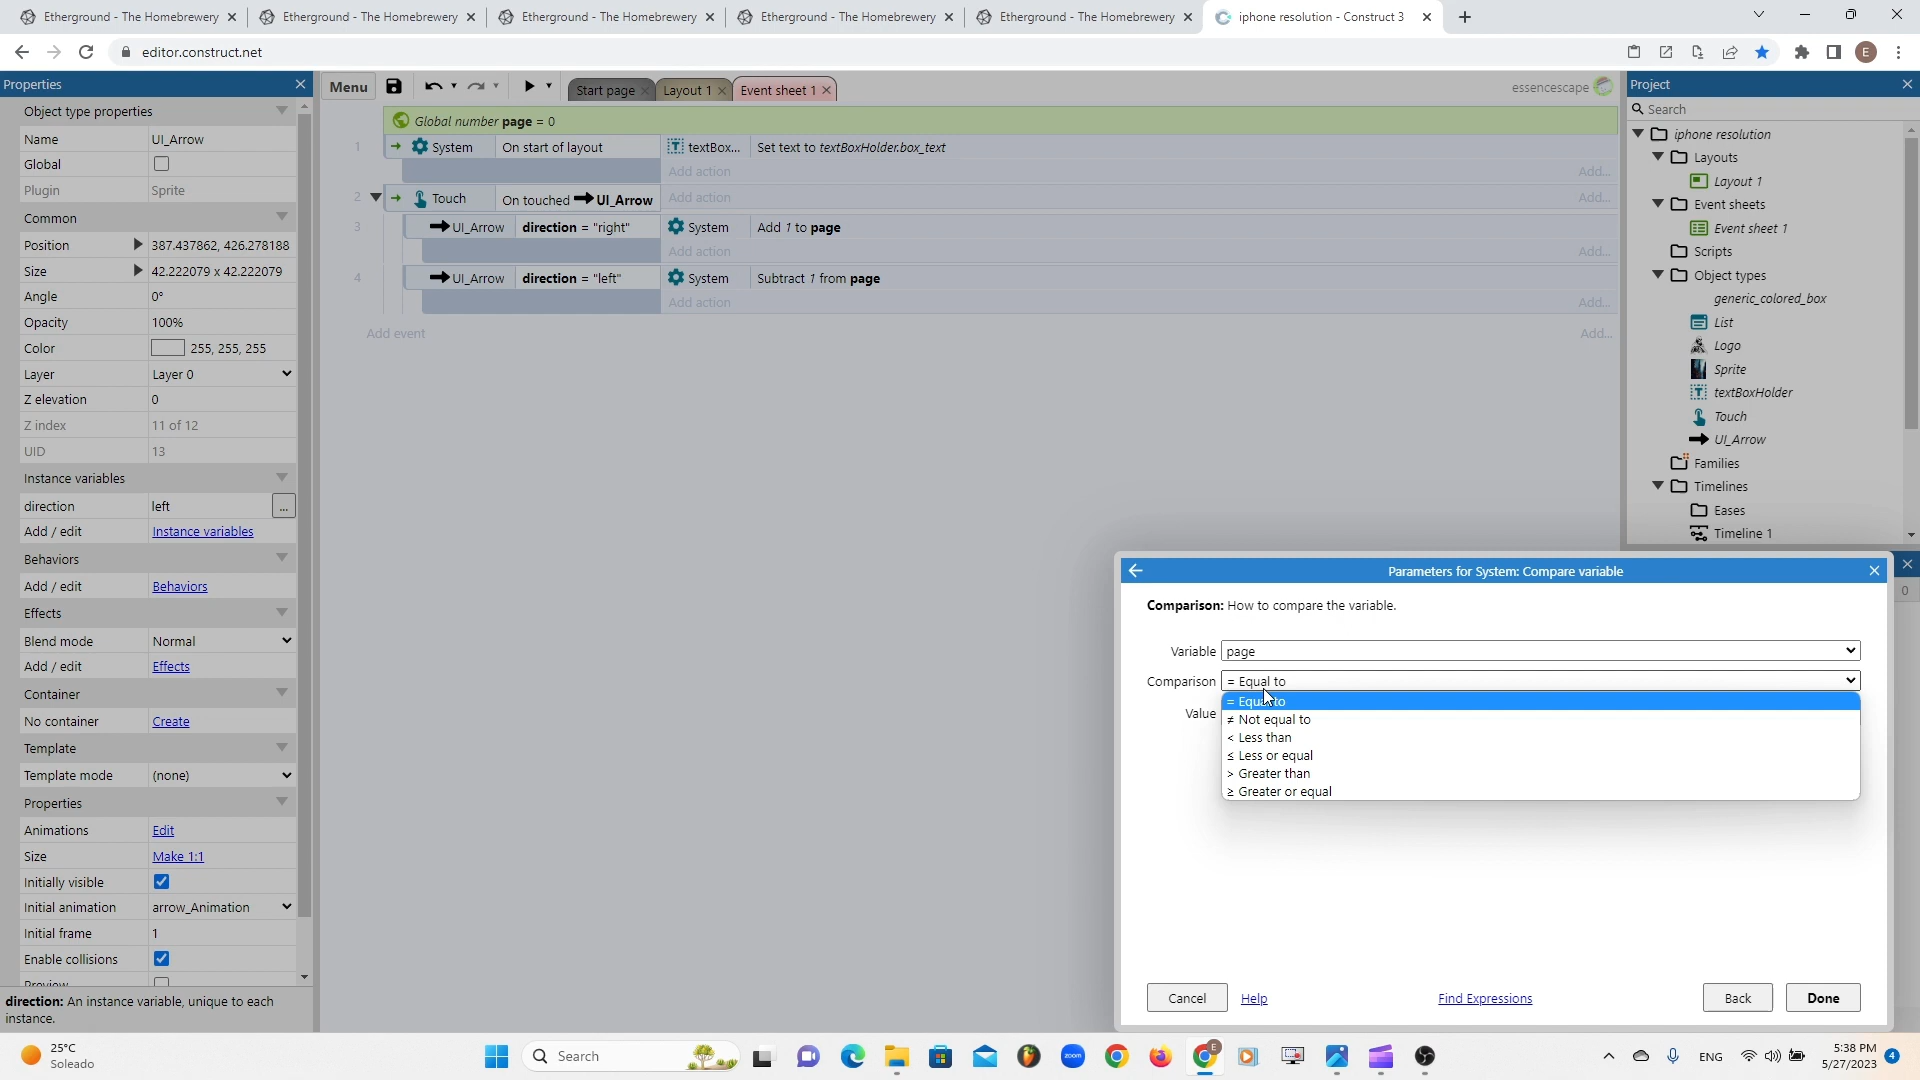 Etherground - The Homebrewery
Etherground - The Homebrewery
Etherground - The Homebrewery
Etherground - The Homebrewery
Etherground - The Homebrewery
iphone resolution - Construct 3
editor.construct.net
E
Properties
Object type properties
Name UI_Arrow
Global
Plugin Sprite
Common
Position 387.437862, 426.278188
Size 42.222079 x 42.222079
Angle 0°
Opacity 100%
Color 255, 255, 255
Layer Layer 0
Z elevation 0
Z index 11 of 12
UID 13
Instance variables
direction left ...
Add / edit Instance variables
Behaviors
Add / edit Behaviors
Effects
Blend mode Normal
Add / edit Effects
Container
No container Create
Template
Template mode (none)
Properties
Animations Edit
Size Make 1:1
Initially visible
Initial animation arrow_Animation
Initial frame 1
Enable collisions
Preview
direction: An instance variable, unique to each
instance.
Menu
Start page
Layout 1
Event sheet 1
essencescape
Global number page = 0
1 System On start of layout textBox... Set text to textBoxHolder.box_text
Add action Add...
2 Touch On touched UI_Arrow Add action Add...
3 UI_Arrow direction = "right" System Add 1 to page
Add action Add...
4 UI_Arrow direction = "left" System Subtract 1 from page
Add action Add...
Add event Add...
Project
Search
iphone resolution
Layouts
Layout 1
Event sheets
Event sheet 1
Scripts
Object types
generic_colored_box
List
Logo
Sprite
textBoxHolder
Touch
UI_Arrow
Families
Timelines
Eases
Timeline 1
0
Parameters for System: Compare variable
Comparison: How to compare the variable.
Variable page
Comparison = Equal to
Value
= Equal to
≠ Not equal to
< Less than
≤ Less or equal
> Greater than
≥ Greater or equal
Cancel Help Find Expressions Back Done
25°C
Soleado
Search
zoom
E
ENG
5:38 PM
5/27/2023
4